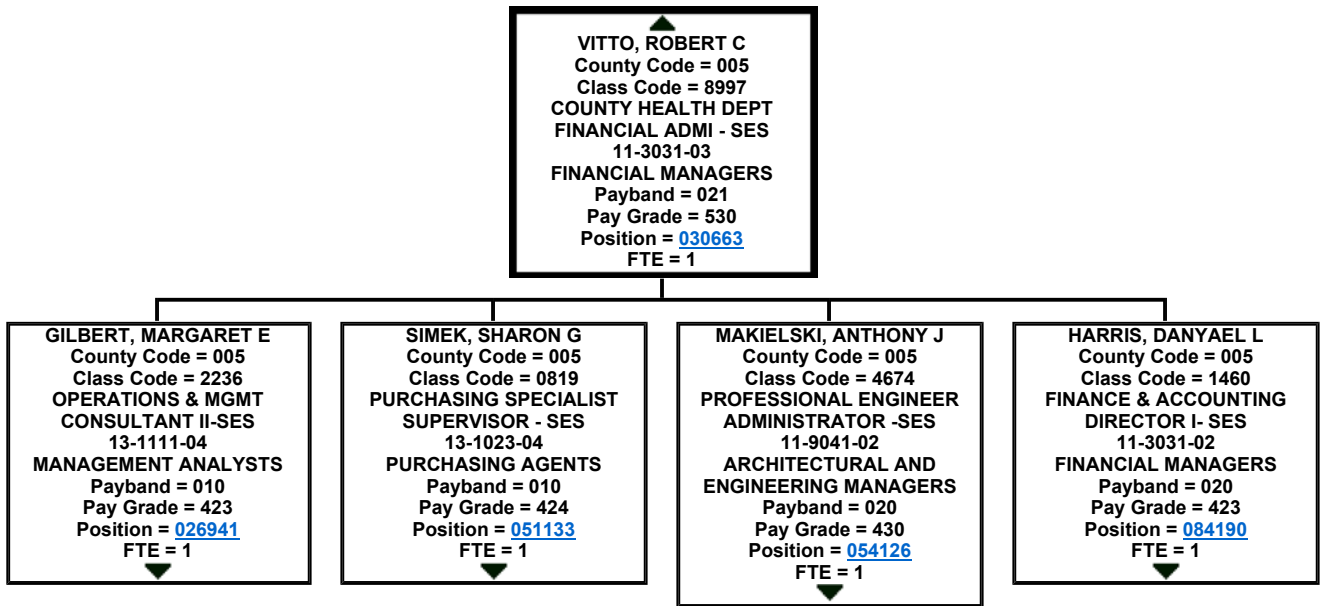 VITTO, ROBERT C
County Code = 005
Class Code = 8997
COUNTY HEALTH DEPT
FINANCIAL ADMI - SES
11-3031-03
FINANCIAL MANAGERS
Payband = 021
Pay Grade = 530
Position = 030663
FTE = 1
GILBERT, MARGARET E
County Code = 005
Class Code = 2236
OPERATIONS & MGMT
CONSULTANT II-SES
13-1111-04
MANAGEMENT ANALYSTS
Payband = 010
Pay Grade = 423
Position = 026941
FTE = 1
SIMEK, SHARON G
County Code = 005
Class Code = 0819
PURCHASING SPECIALIST
SUPERVISOR - SES
13-1023-04
PURCHASING AGENTS
Payband = 010
Pay Grade = 424
Position = 051133
FTE = 1
MAKIELSKI, ANTHONY J
County Code = 005
Class Code = 4674
PROFESSIONAL ENGINEER
ADMINISTRATOR -SES
11-9041-02
ARCHITECTURAL AND
ENGINEERING MANAGERS
Payband = 020
Pay Grade = 430
Position = 054126
FTE = 1
HARRIS, DANYAEL L
County Code = 005
Class Code = 1460
FINANCE & ACCOUNTING
DIRECTOR I- SES
11-3031-02
FINANCIAL MANAGERS
Payband = 020
Pay Grade = 423
Position = 084190
FTE = 1